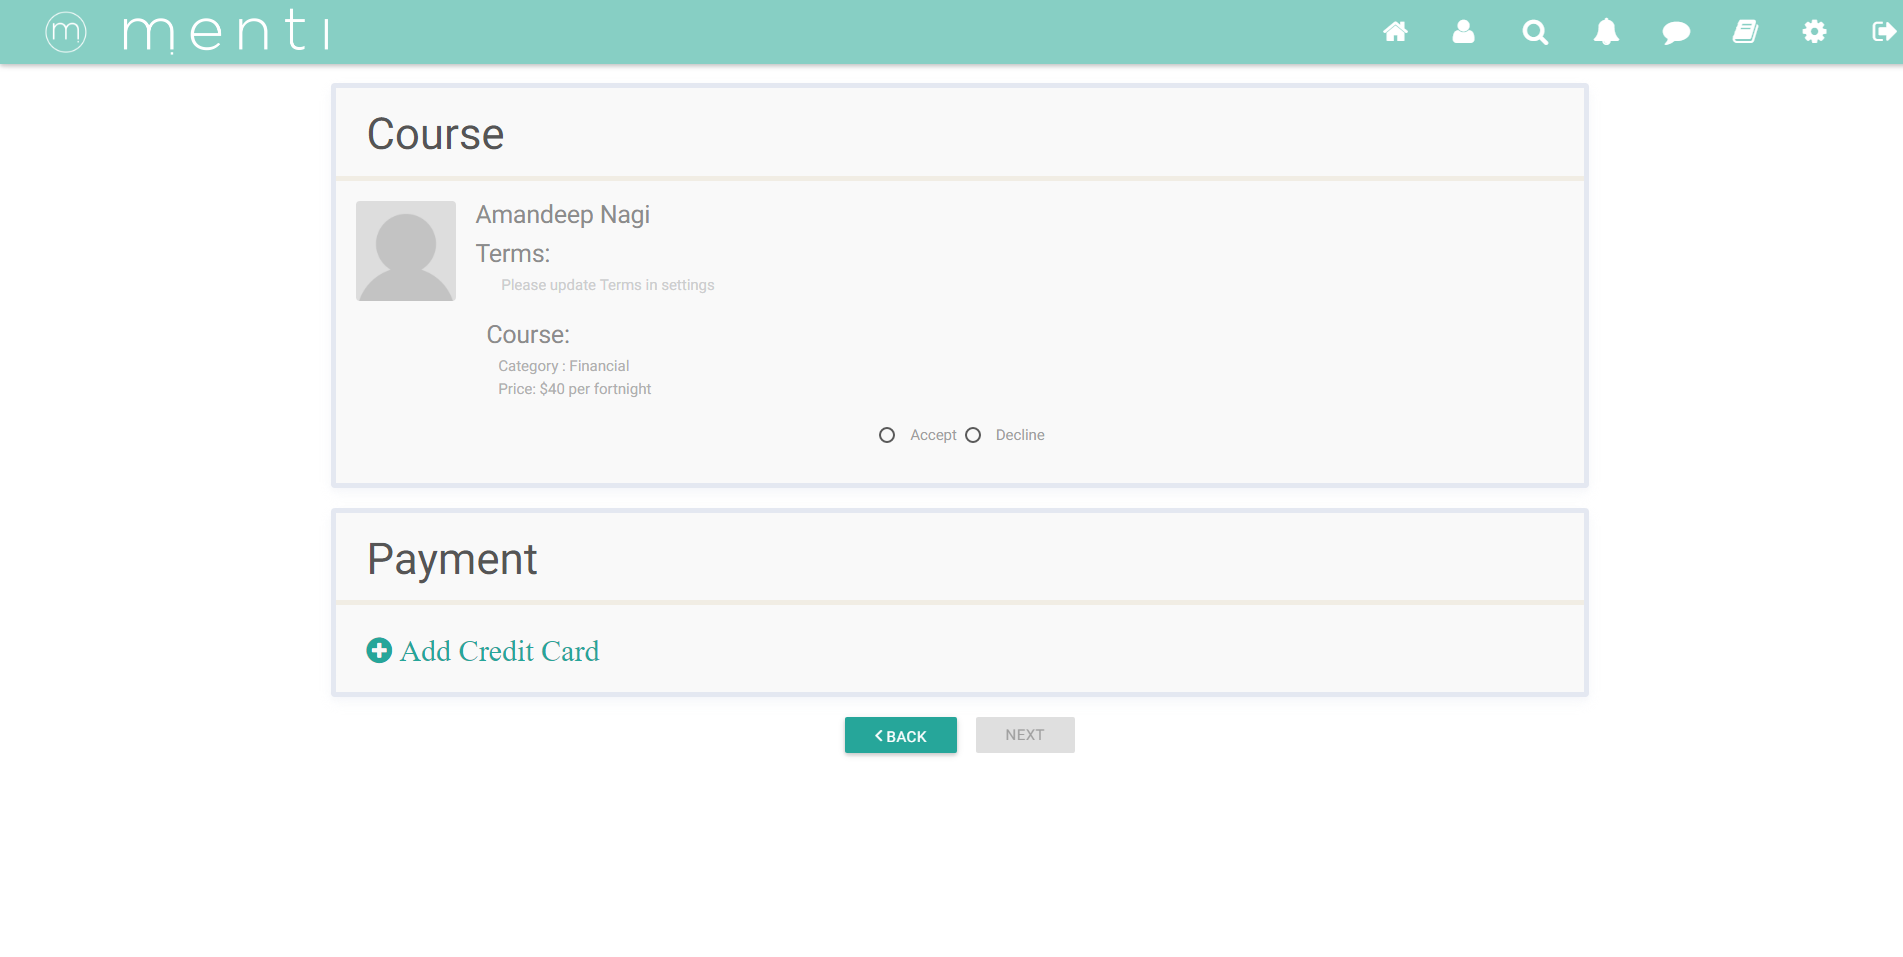 m menti
Course
Amandeep Nagi
Terms:
Please update Terms in settings
Course:
Category : Financial
Price: $40 per fortnight
Accept Decline
Payment
Add Credit Card
BACK NEXT